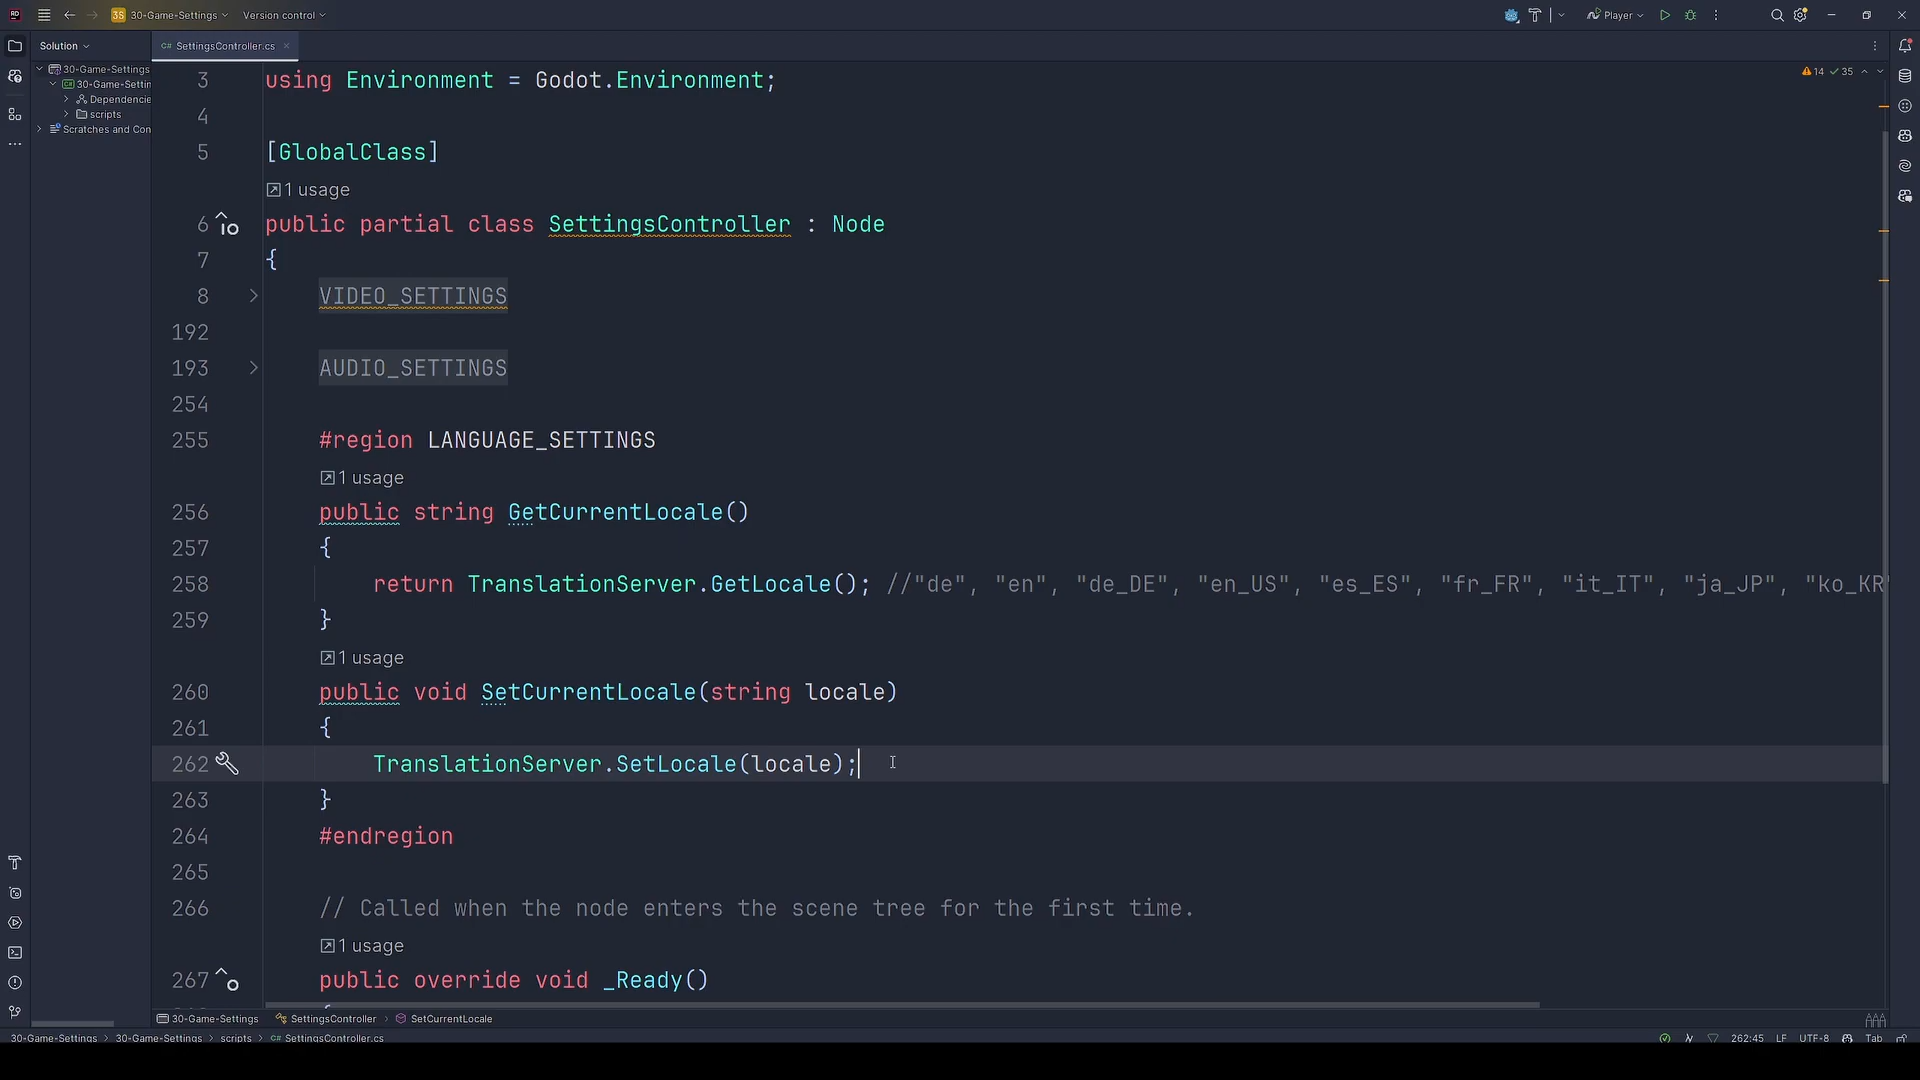 3S 30-Game-Settings Version control Player
Solution C# SettingsController.cs
30-Game-Settings
30-Game-Settin
Dependencie
scripts
Scratches and Con
14 35
3 using Environment = Godot.Environment;
4
5 [GlobalClass]
1 usage
6 public partial class SettingsController : Node
7 {
8 VIDEO_SETTINGS
192
193 AUDIO_SETTINGS
254
255 #region LANGUAGE_SETTINGS
1 usage
256 public string GetCurrentLocale()
257 {
258 return TranslationServer.GetLocale(); //"de", "en", "de_DE", "en_US", "es_ES", "fr_FR", "it_IT", "ja_JP", "ko_KR"
259 }
1 usage
260 public void SetCurrentLocale(string locale)
261 {
262 TranslationServer.SetLocale(locale);
263 }
264 #endregion
265
266 // Called when the node enters the scene tree for the first time.
1 usage
267 public override void _Ready()
{
30-Game-Settings SettingsController SetCurrentLocale
30-Game-Settings 30-Game-Settings scripts C# SettingsController.cs 262:45 LF UTF-8 Tab